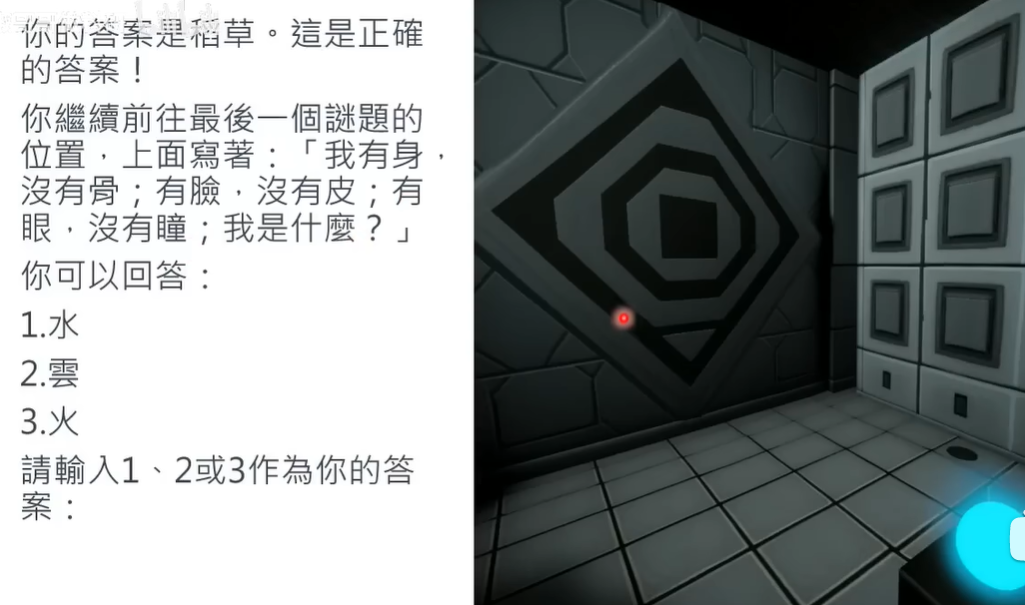 你的答案是稻草。這是正確
的答案！
你繼續前往最後一個謎題的
位置，上面寫著：「我有身，
沒有骨；有臉，沒有皮；有
眼，沒有瞳；我是什麼？」
你可以回答：
1.水
2.雲
3.火
請輸入1、2或3作為你的答
案：